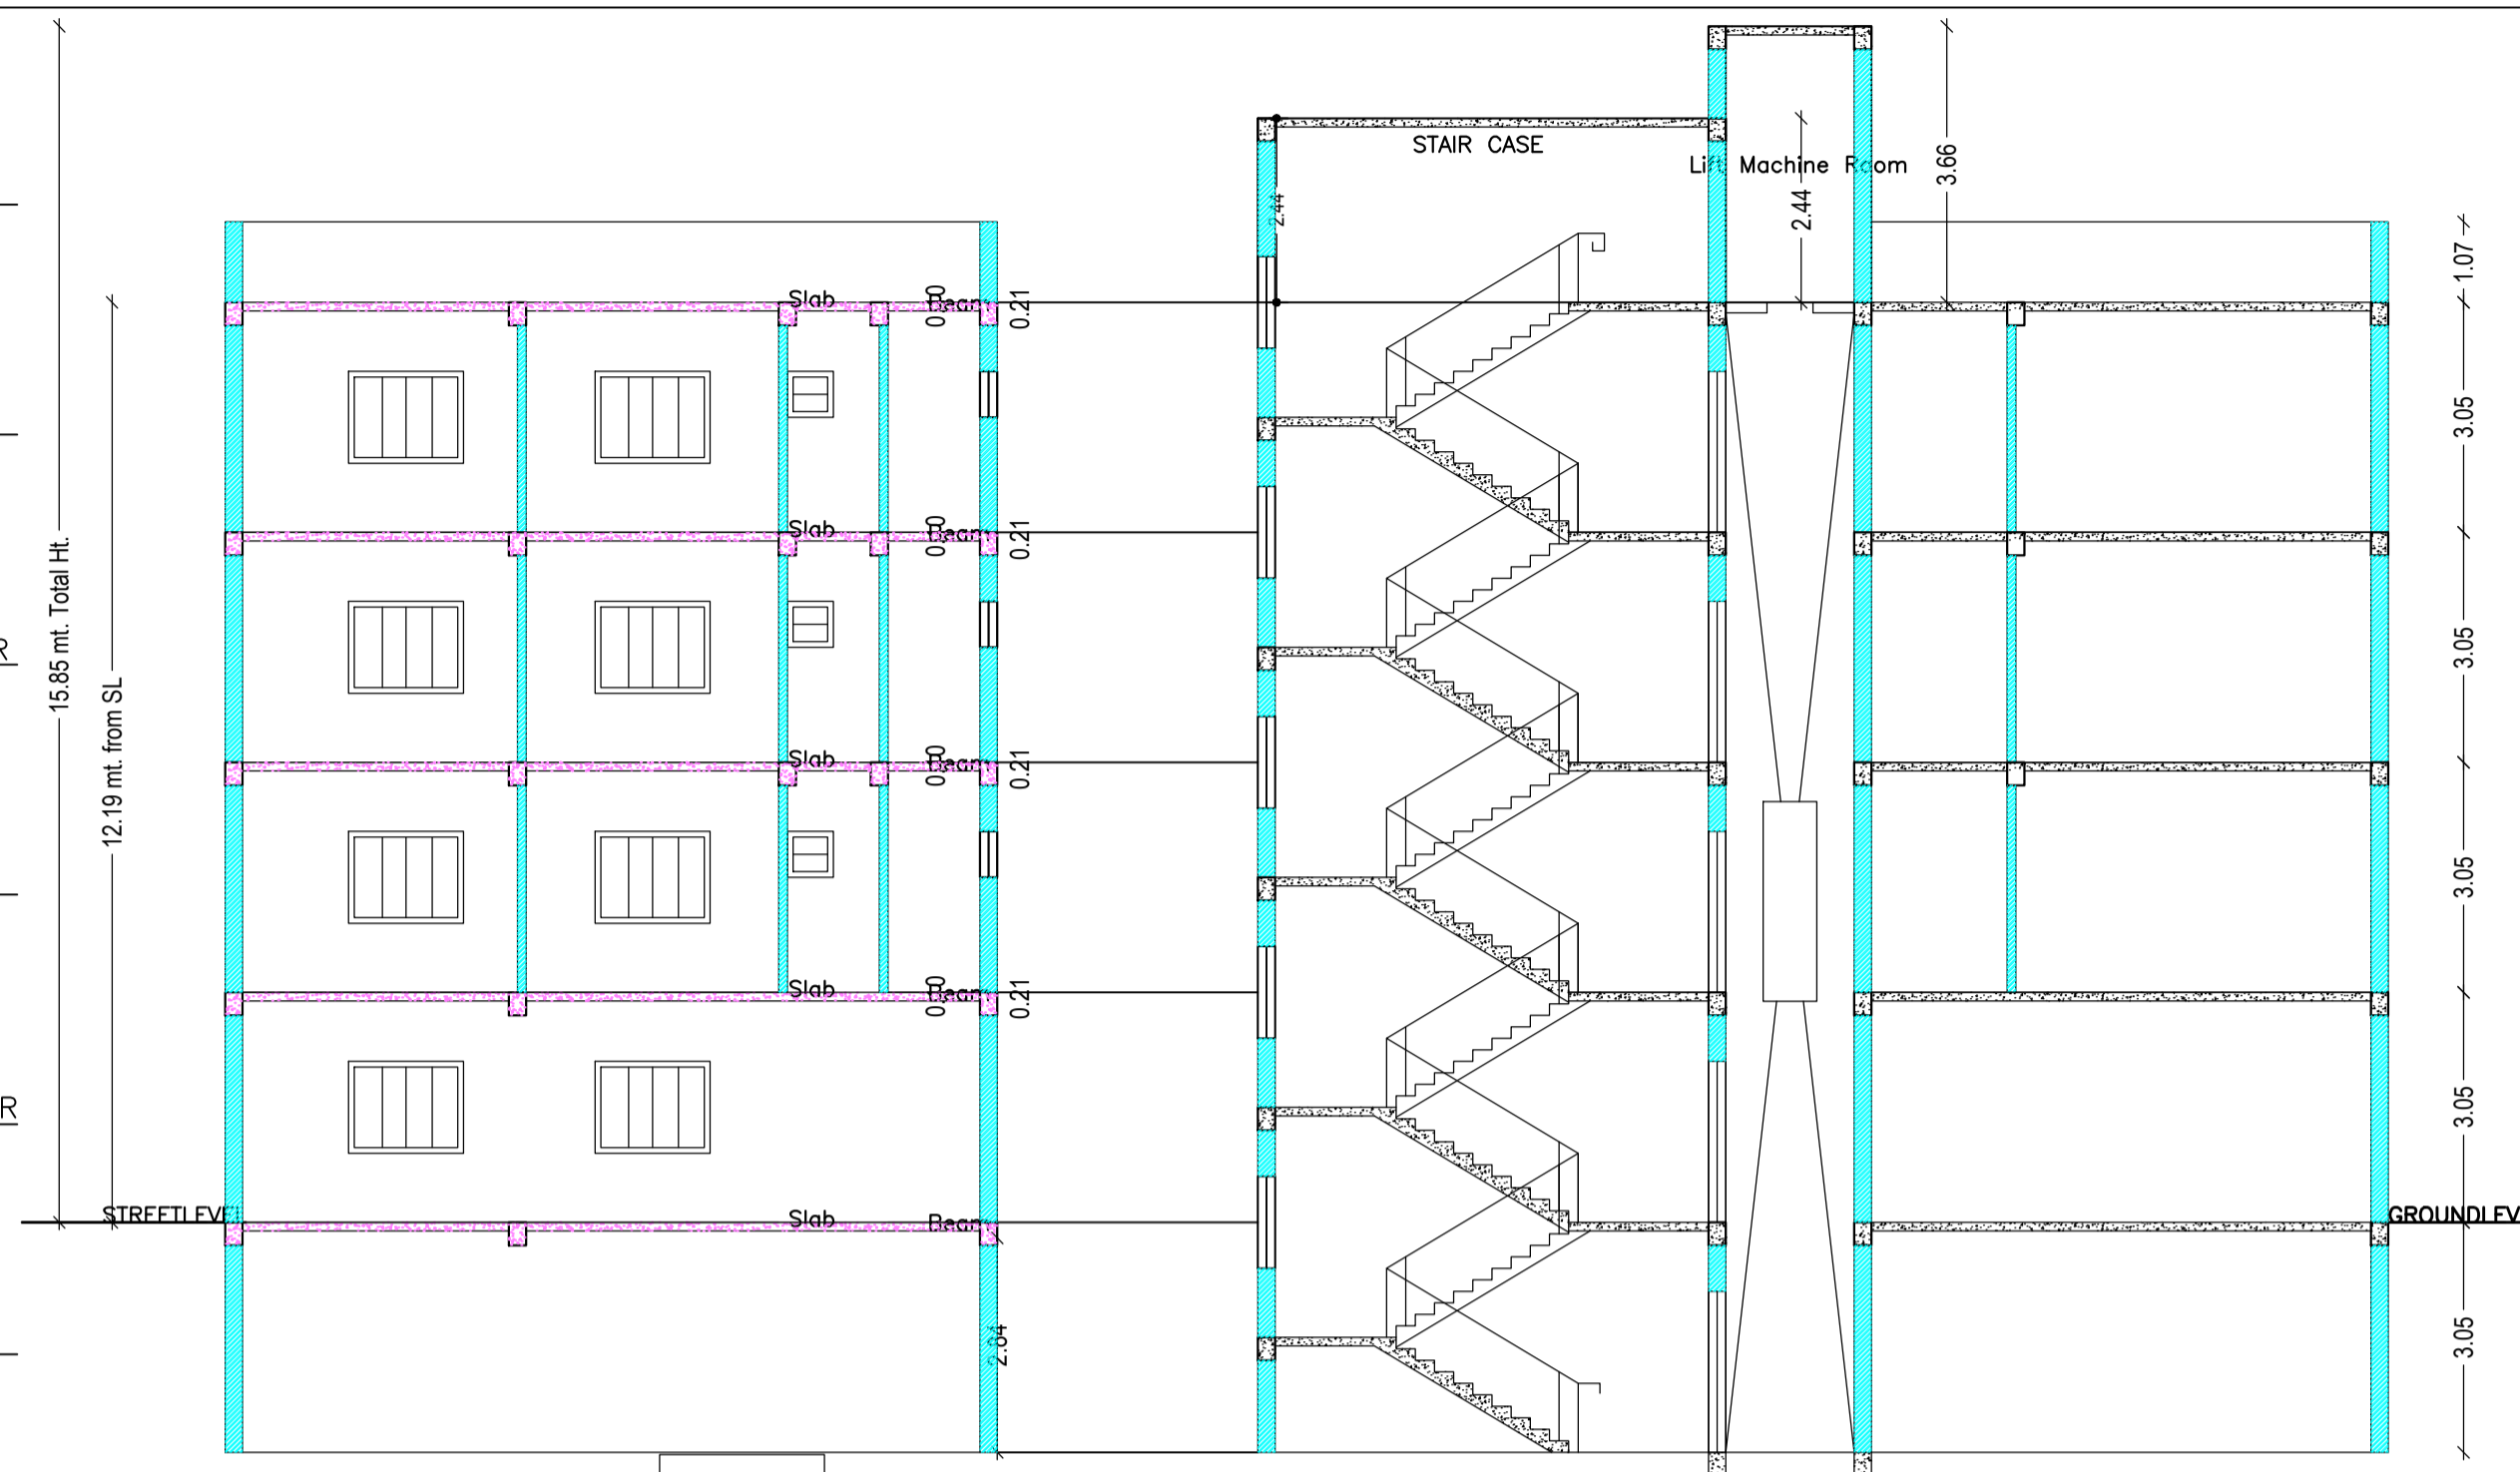 STAIR CASE
Lift Machine Room
3.66
2.44
2.44
1.07
Slab
0.21
3.05
Slab
0.21
15.85 mt. Total Ht.
3.05
12.19 mt. from SL
R
Slab
0.21
3.05
Slab
0.21
R
3.05
STREETLEVEL
Slab
GROUNDLEV
2.84
3.05